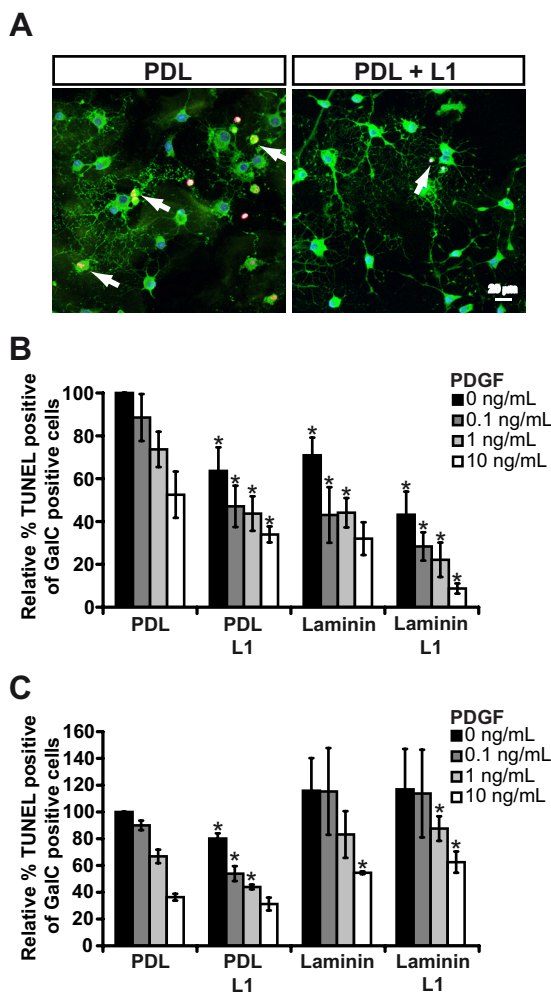 A
PDL
PDL + L1
20 µm
B
Relative % TUNEL positive
of GalC positive cells
100
80
60
40
20
0
PDGF
0 ng/mL
0.1 ng/mL
1 ng/mL
10 ng/mL
* * * * * * * * * * *
PDL
PDL
L1
Laminin
Laminin
L1
C
Relative % TUNEL positive
of GalC positive cells
160
140
120
100
80
60
40
20
0
PDGF
0 ng/mL
0.1 ng/mL
1 ng/mL
10 ng/mL
* * * * * *
PDL
PDL
L1
Laminin
Laminin
L1